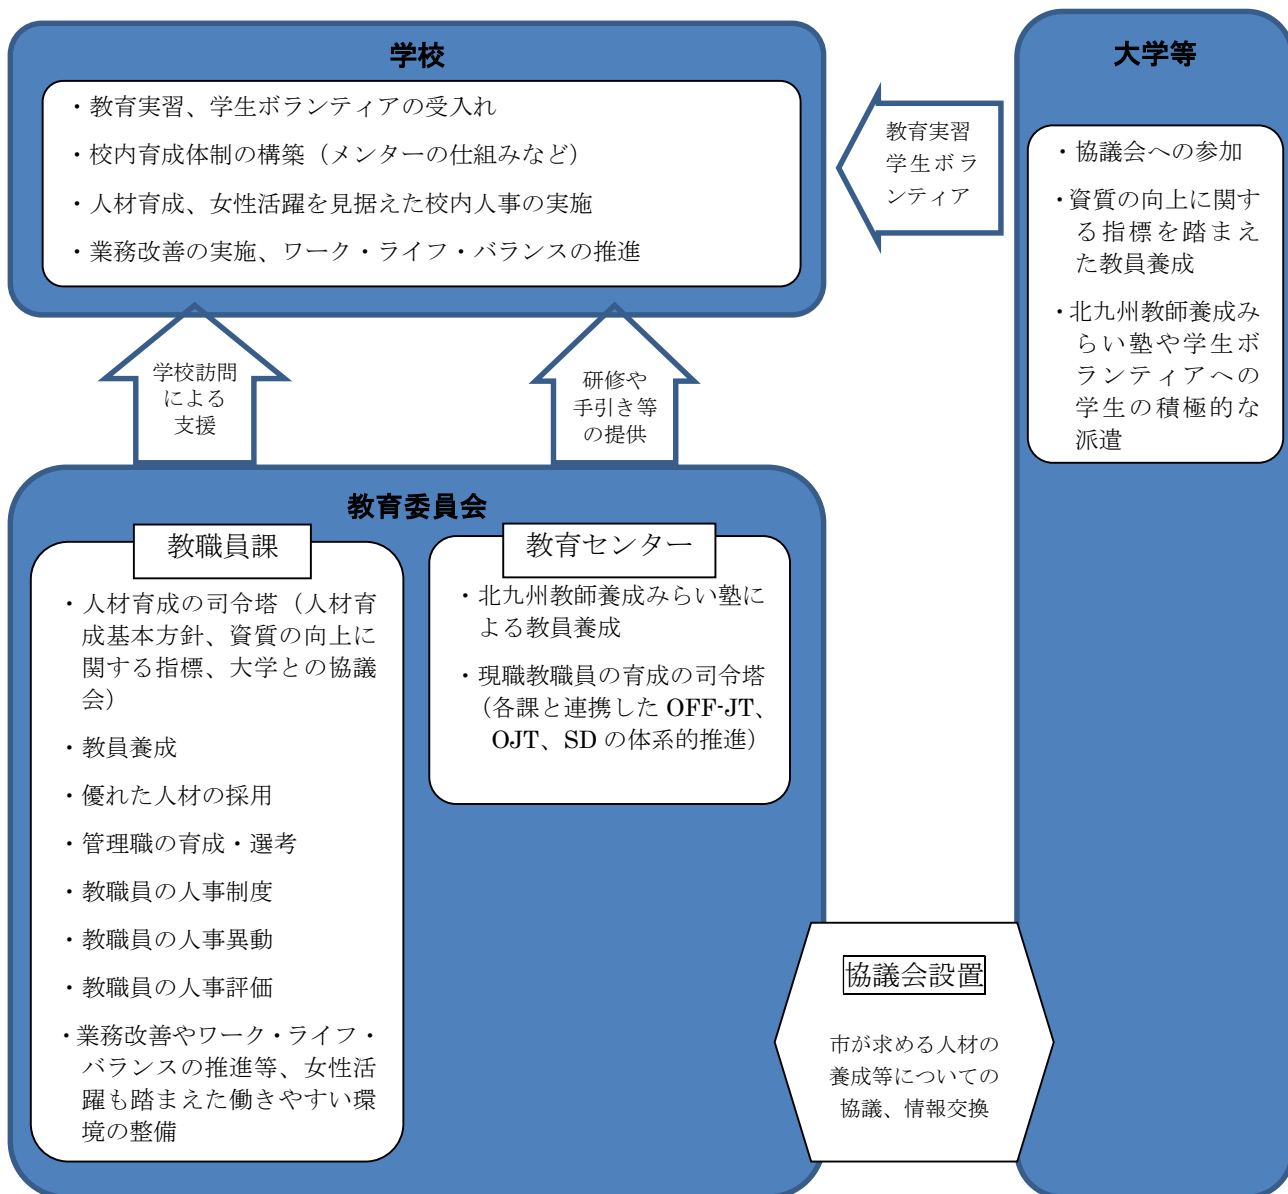 学校
・教育実習、学生ボランティアの受入れ
・校内育成体制の構築（メンターの仕組みなど）
・人材育成、女性活躍を見据えた校内人事の実施
・業務改善の実施、ワーク・ライフ・バランスの推進
教育実習
学生ボラ
ンティア
大学等
・協議会への参加
・資質の向上に関す
る指標を踏まえ
た教員養成
・北九州教師養成み
らい塾や学生ボ
ランティアへの
学生の積極的な
派遣
学校訪問
による
支援
研修や
手引き等
の提供
教育委員会
教職員課
・人材育成の司令塔（人材育
成基本方針、資質の向上に
関する指標、大学との協議
会）
・教員養成
・優れた人材の採用
・管理職の育成・選考
・教職員の人事制度
・教職員の人事異動
・教職員の人事評価
・業務改善やワーク・ライフ・
バランスの推進等、女性活
躍も踏まえた働きやすい環
境の整備
教育センター
・北九州教師養成みらい塾に
よる教員養成
・現職教職員の育成の司令塔
（各課と連携した OFF-JT、
OJT、SD の体系的推進）
協議会設置
市が求める人材の
養成等についての
協議、情報交換